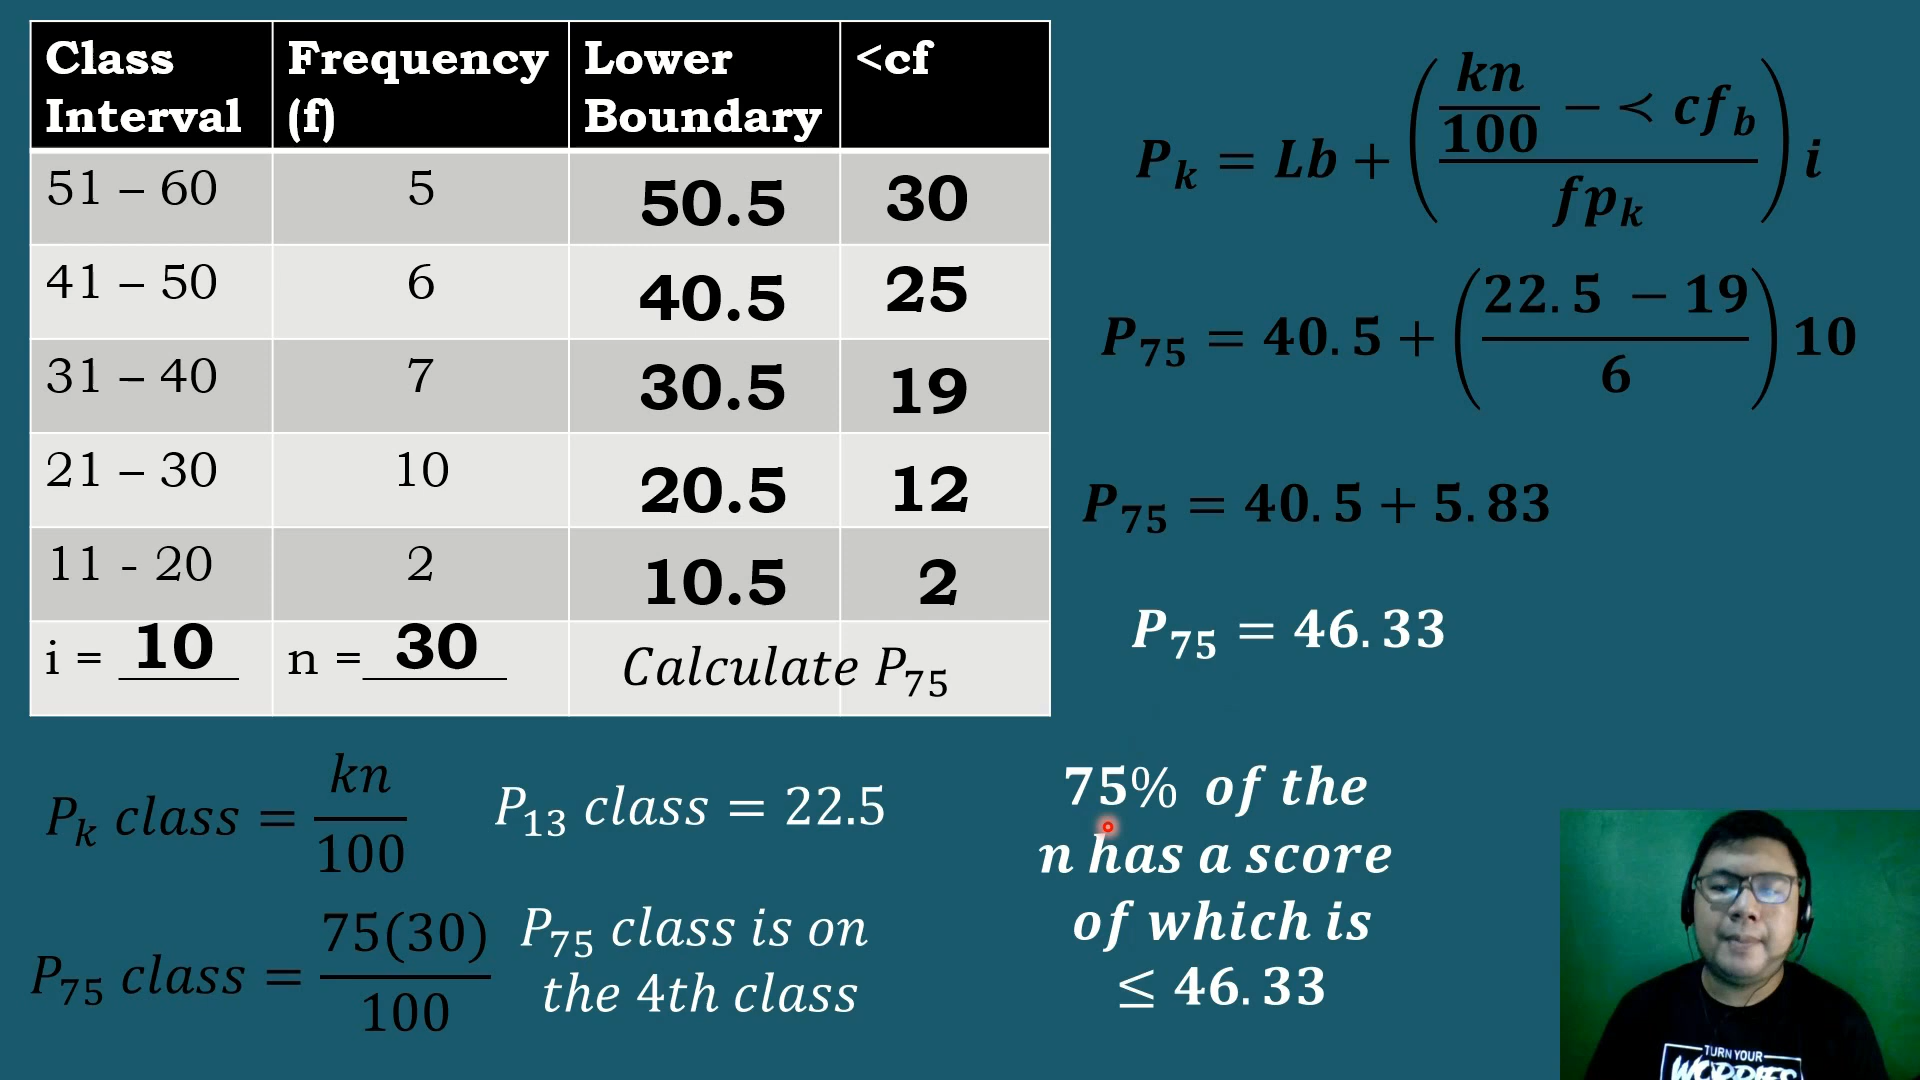 Class Interval | Frequency (f) | Lower Boundary | <cf
51 – 60 | 5 | 50.5 | 30
41 – 50 | 6 | 40.5 | 25
31 – 40 | 7 | 30.5 | 19
21 – 30 | 10 | 20.5 | 12
11 - 20 | 2 | 10.5 | 2
i = 10 | n = 30 | Calculate P₇₅
Pₖ = Lb + ((kn/100 − < cf_b) / fpₖ) i
P₇₅ = 40.5 + ((22.5 − 19) / 6) 10
P₇₅ = 40.5 + 5.83
P₇₅ = 46.33
Pₖ class = kn/100
P₁₃ class = 22.5
P₇₅ class = 75(30)/100
P₇₅ class is on
the 4th class
75% of the
n has a score
of which is
≤ 46.33
TURN YOUR
WORRIES